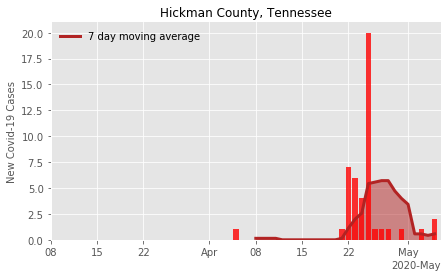 Hickman County, Tennessee
7 day moving average
New Covid-19 Cases
20.0
17.5
15.0
12.5
10.0
7.5
5.0
2.5
0.0
08 15 22 Apr 08 15 22 May
2020-May